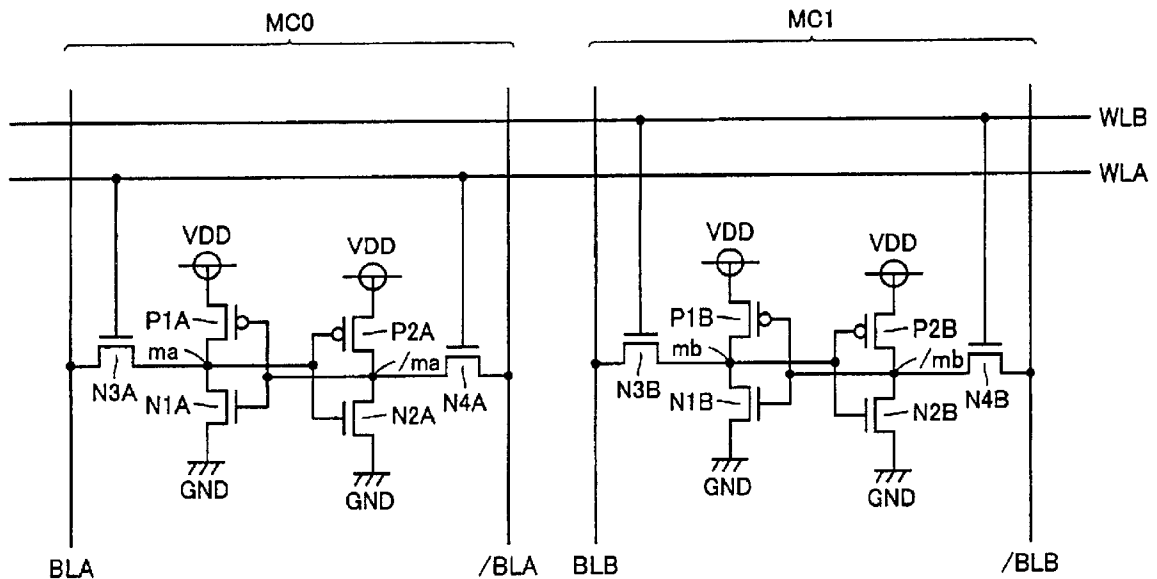 MC0
MC1
WLB
WLA
VDD
VDD
VDD
VDD
P1A
P2A
P1B
P2B
ma
/ma
mb
/mb
N3A
N4A
N3B
N4B
N1A
N2A
N1B
N2B
GND
GND
GND
GND
BLA
/BLA
BLB
/BLB